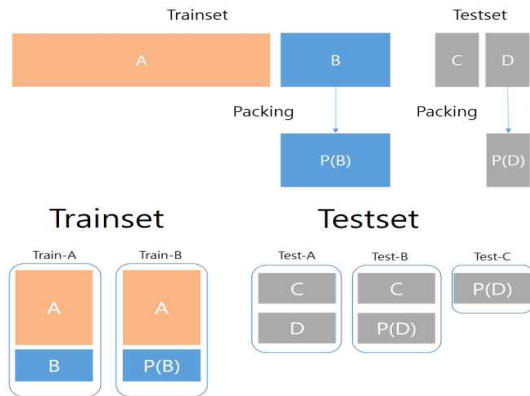 Trainset
Testset
A
B
C
D
Packing
Packing
P(B)
P(D)
Trainset
Testset
Train-A
Train-B
Test-A
Test-B
Test-C
A
A
C
C
P(D)
D
P(D)
B
P(B)